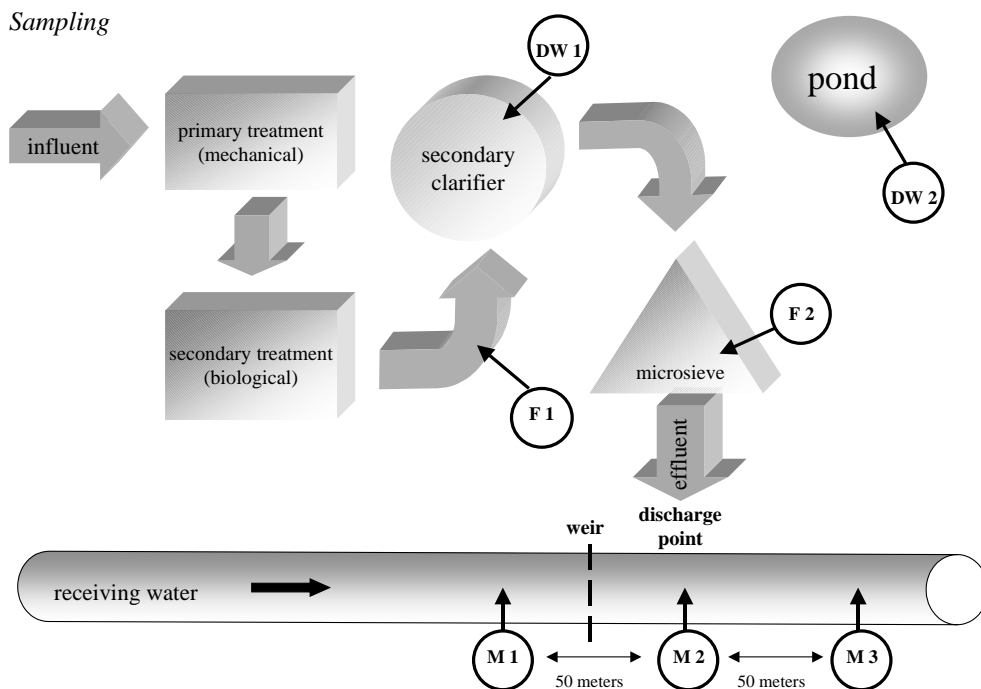 Sampling
DW 1
pond
influent
primary treatment
(mechanical)
secondary
clarifier
DW 2
secondary treatment
(biological)
F 1
F 2
microsieve
effluent
discharge
point
weir
receiving water
M 1
M 2
M 3
50 meters
50 meters